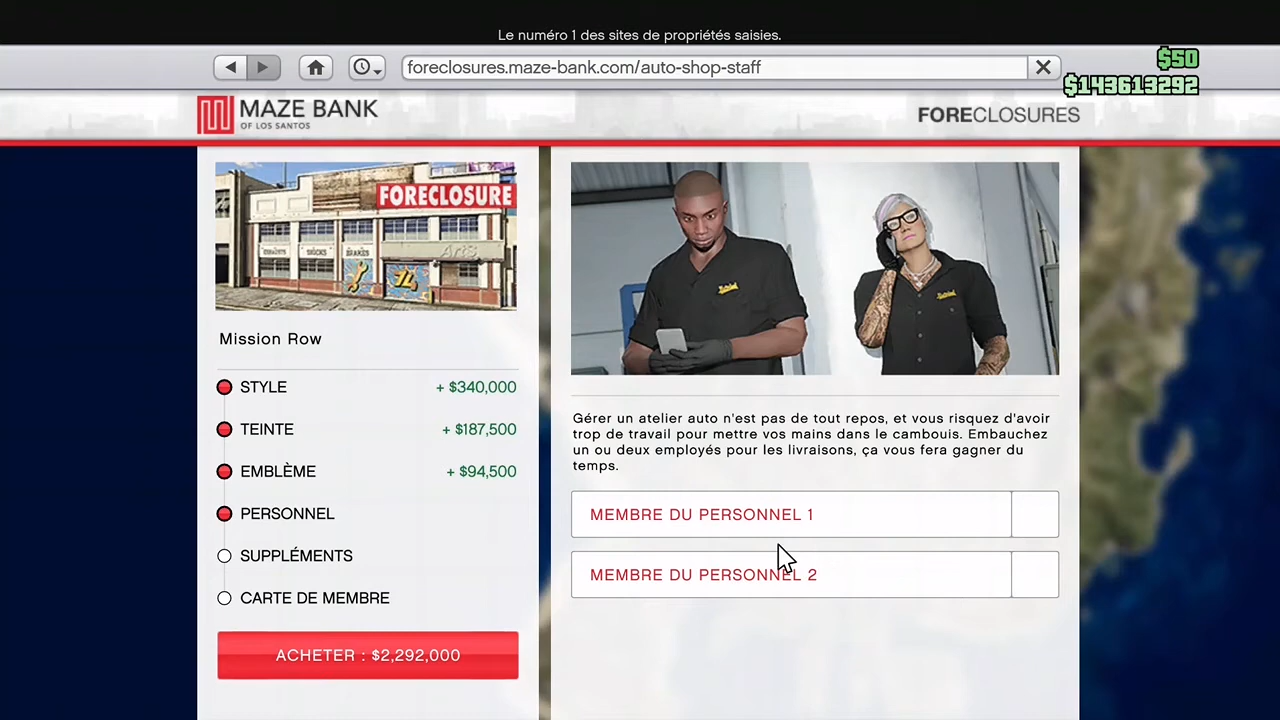 Le numéro 1 des sites de propriétés saisies.
foreclosures.maze-bank.com/auto-shop-staff
$50
$143613292
MAZE BANK
OF LOS SANTOS
FORECLOSURES
FORECLOSURE
BRAKES
Mission Row
STYLE + $340,000
TEINTE + $187,500
EMBLÈME + $94,500
PERSONNEL
SUPPLÉMENTS
CARTE DE MEMBRE
ACHETER : $2,292,000
Gérer un atelier auto n'est pas de tout repos, et vous risquez d'avoir
trop de travail pour mettre vos mains dans le cambouis. Embauchez
un ou deux employés pour les livraisons, ça vous fera gagner du
temps.
MEMBRE DU PERSONNEL 1
MEMBRE DU PERSONNEL 2